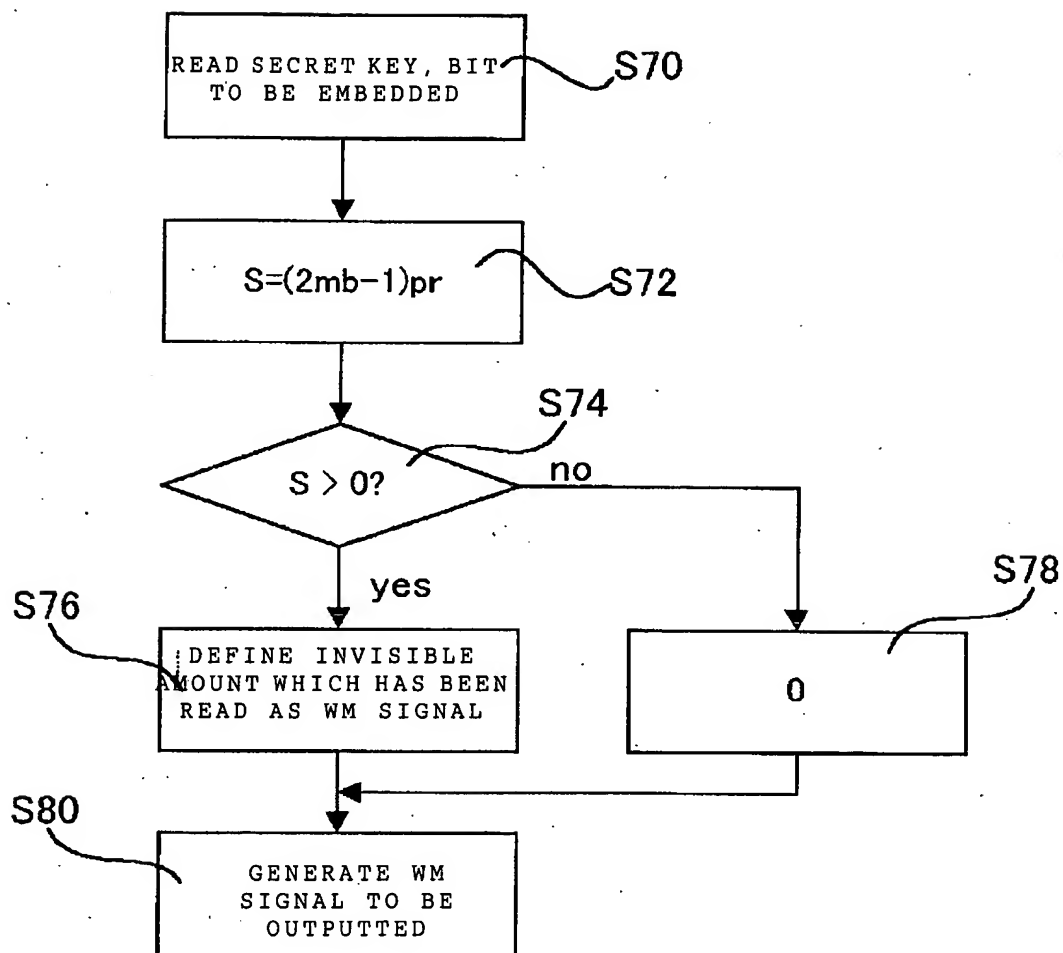 READ SECRET KEY, BIT
TO BE EMBEDDED
S70
S=(2mb-1)pr
S72
S74
S > 0?
no
yes
S76
S78
DEFINE INVISIBLE
AMOUNT WHICH HAS BEEN
READ AS WM SIGNAL
0
S80
GENERATE WM
SIGNAL TO BE
OUTPUTTED